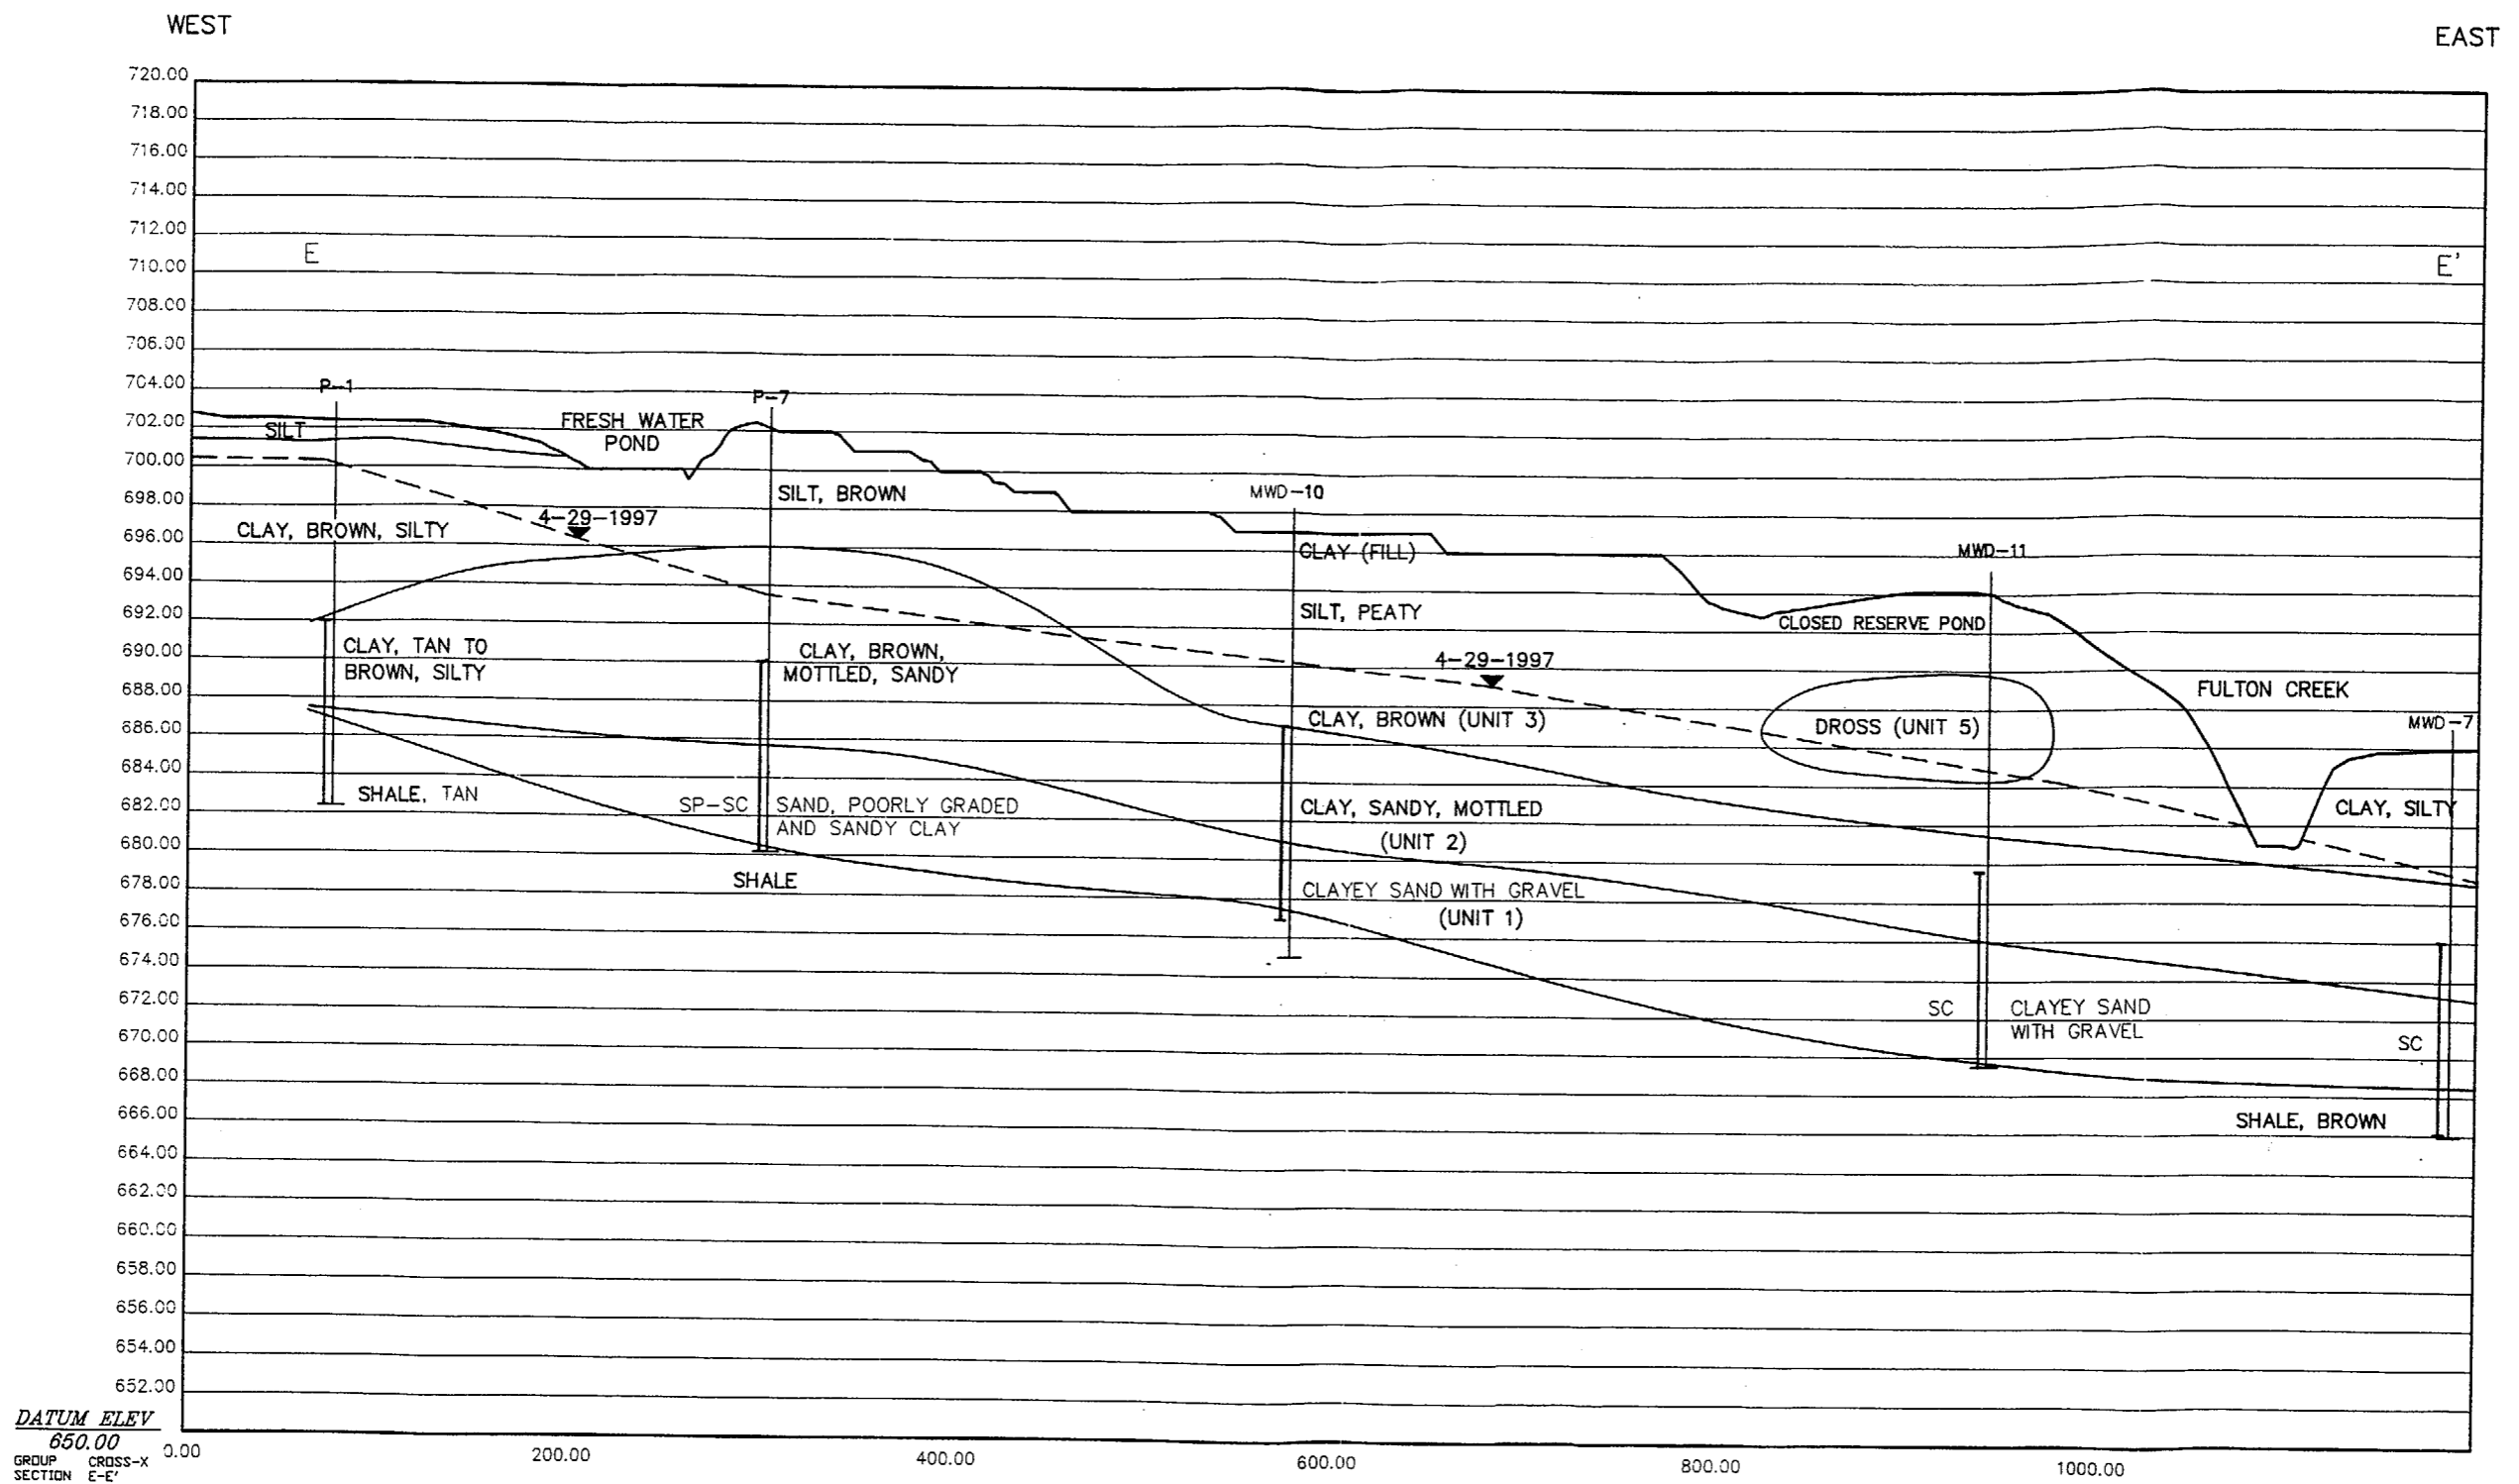 WEST
EAST
720.00
718.00
716.00
714.00
712.00
710.00
708.00
706.00
704.00
702.00
700.00
698.00
696.00
694.00
692.00
690.00
688.00
686.00
684.00
682.00
680.00
678.00
676.00
674.00
672.00
670.00
668.00
666.00
664.00
662.00
660.00
658.00
656.00
654.00
652.00
E
E'
P-1
P-7
SILT
FRESH WATER
POND
SILT, BROWN
MWD-10
4-29-1997
CLAY, BROWN, SILTY
CLAY (FILL)
MWD-11
SILT, PEATY
CLOSED RESERVE POND
CLAY, TAN TO
BROWN, SILTY
CLAY, BROWN,
MOTTLED, SANDY
4-29-1997
FULTON CREEK
CLAY, BROWN (UNIT 3)
DROSS (UNIT 5)
MWD-7
SHALE, TAN
SP-SC
SAND, POORLY GRADED
AND SANDY CLAY
CLAY, SANDY, MOTTLED
(UNIT 2)
CLAY, SILTY
SHALE
CLAYEY SAND WITH GRAVEL
(UNIT 1)
SC
CLAYEY SAND
WITH GRAVEL
SC
SHALE, BROWN
DATUM ELEV
650.00
GROUP CROSS-X
SECTION E-E'
0.00
200.00
400.00
600.00
800.00
1000.00